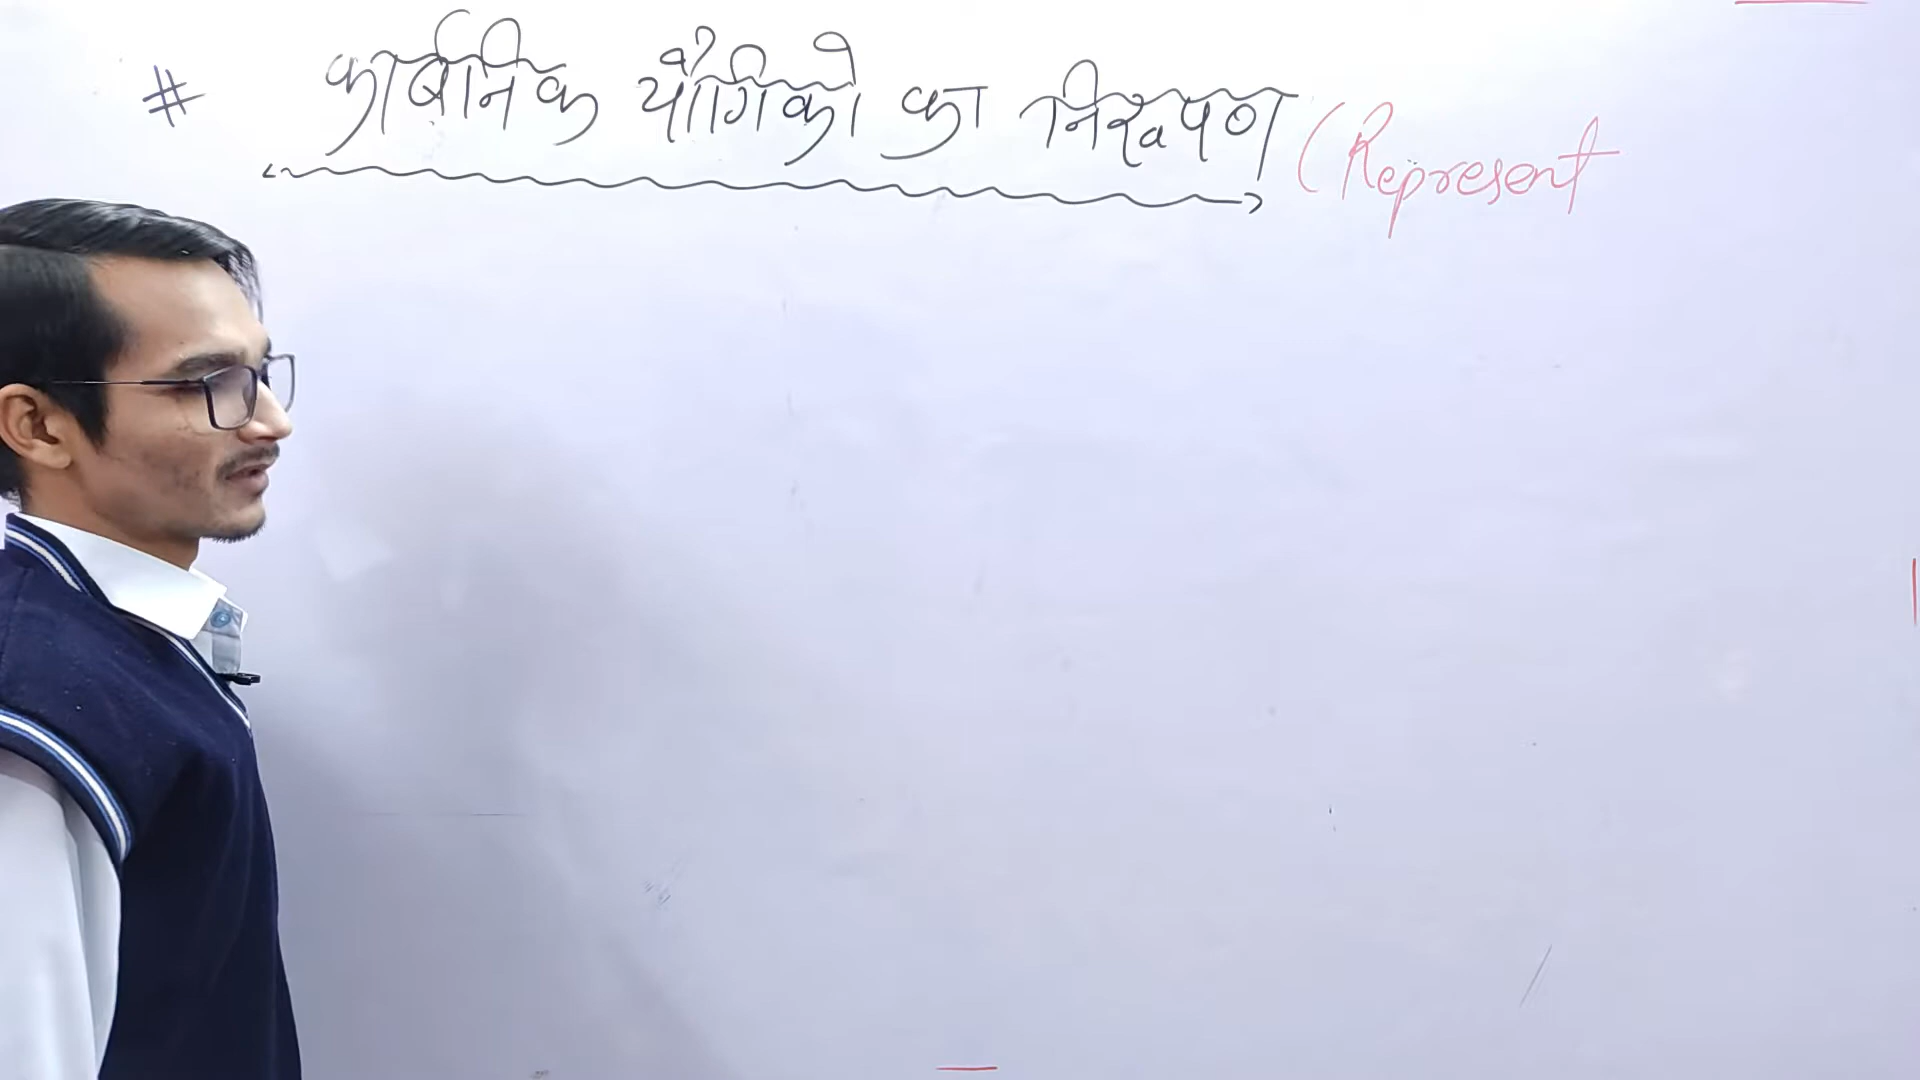 # कार्बनिक यौगिको का निरूपण (Represent